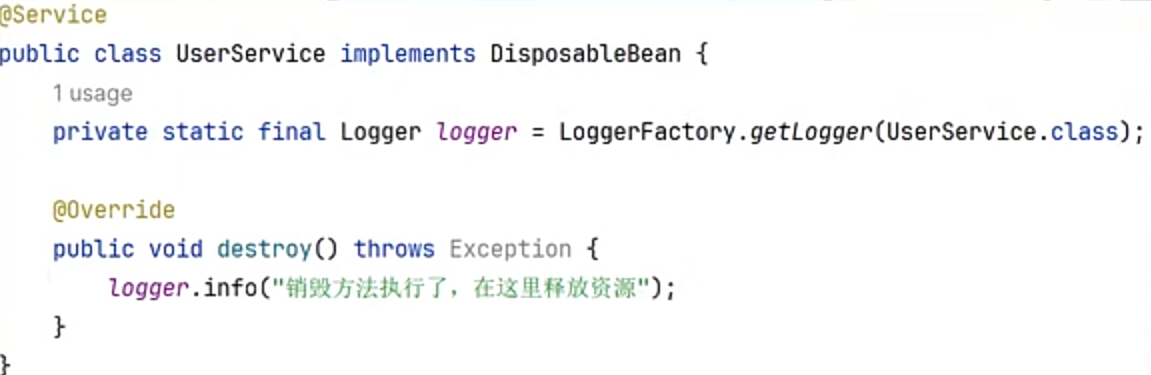 @Service
public class UserService implements DisposableBean {
1 usage
private static final Logger logger = LoggerFactory.getLogger(UserService.class);
@Override
public void destroy() throws Exception {
logger.info("销毁方法执行了，在这里释放资源");
}
}